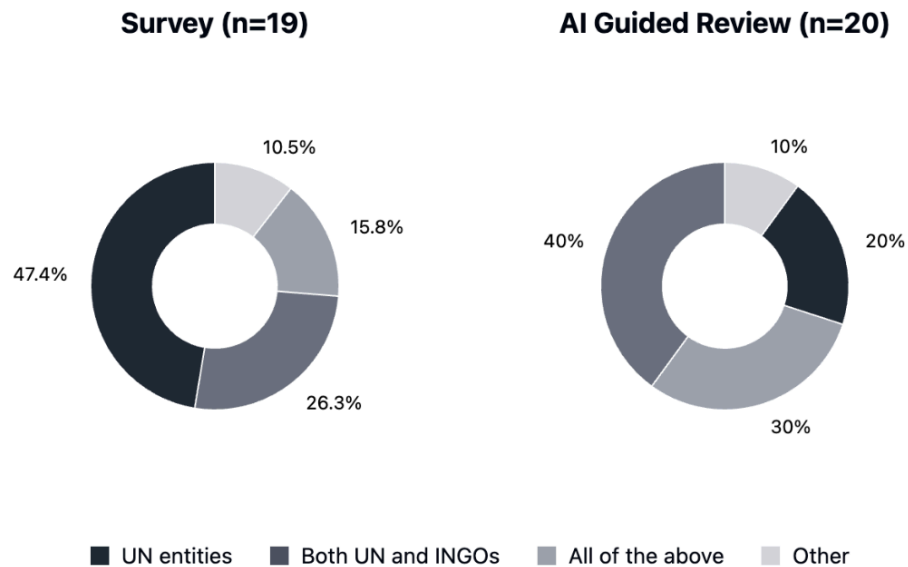 Survey (n=19)
AI Guided Review (n=20)
10.5%
15.8%
47.4%
26.3%
10%
40%
20%
30%
UN entities
Both UN and INGOs
All of the above
Other